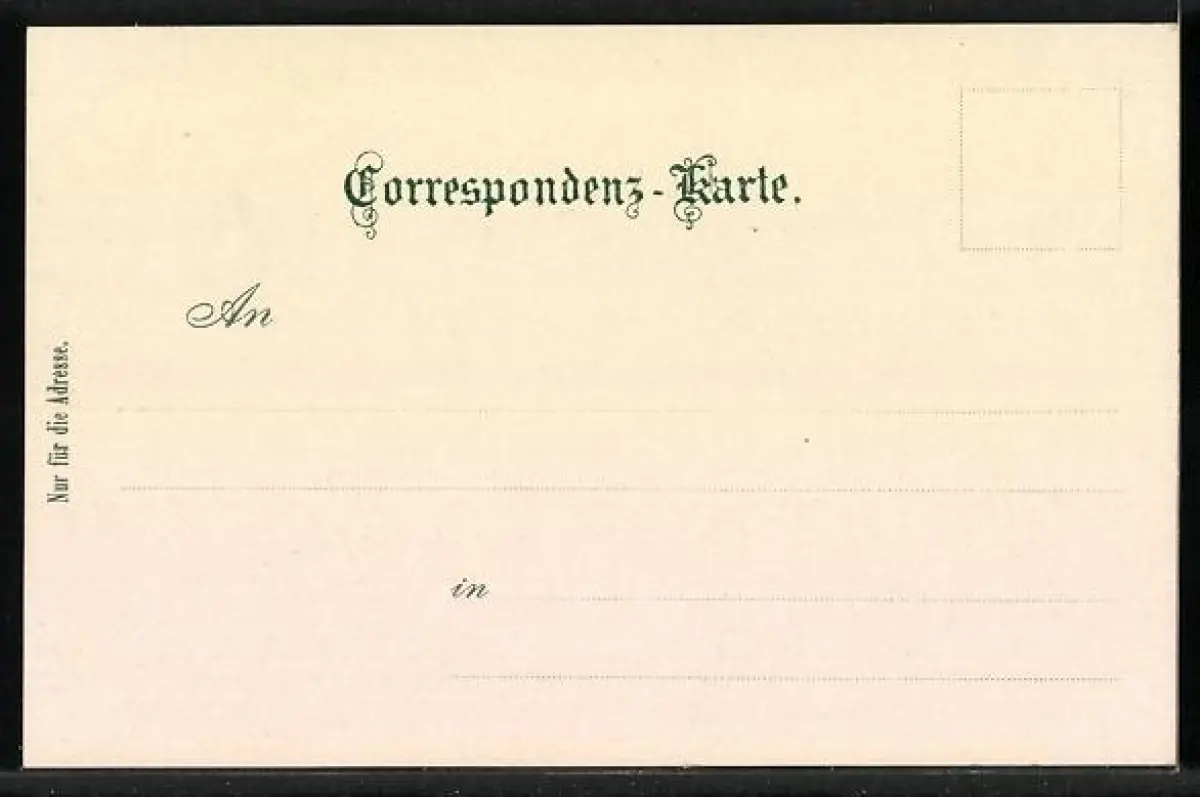 Correspondenz-Karte.
An
Nur für die Adresse.
in